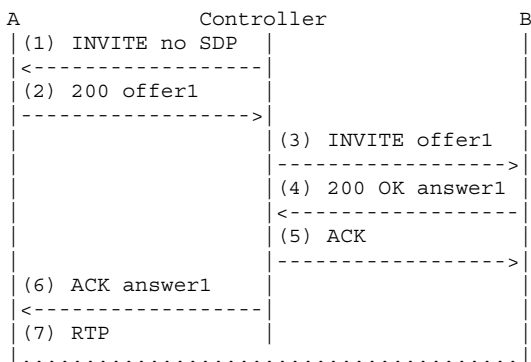 A Controller B
(1) INVITE no SDP
(2) 200 offer1
(3) INVITE offer1
(4) 200 OK answer1
(5) ACK
(6) ACK answer1
(7) RTP